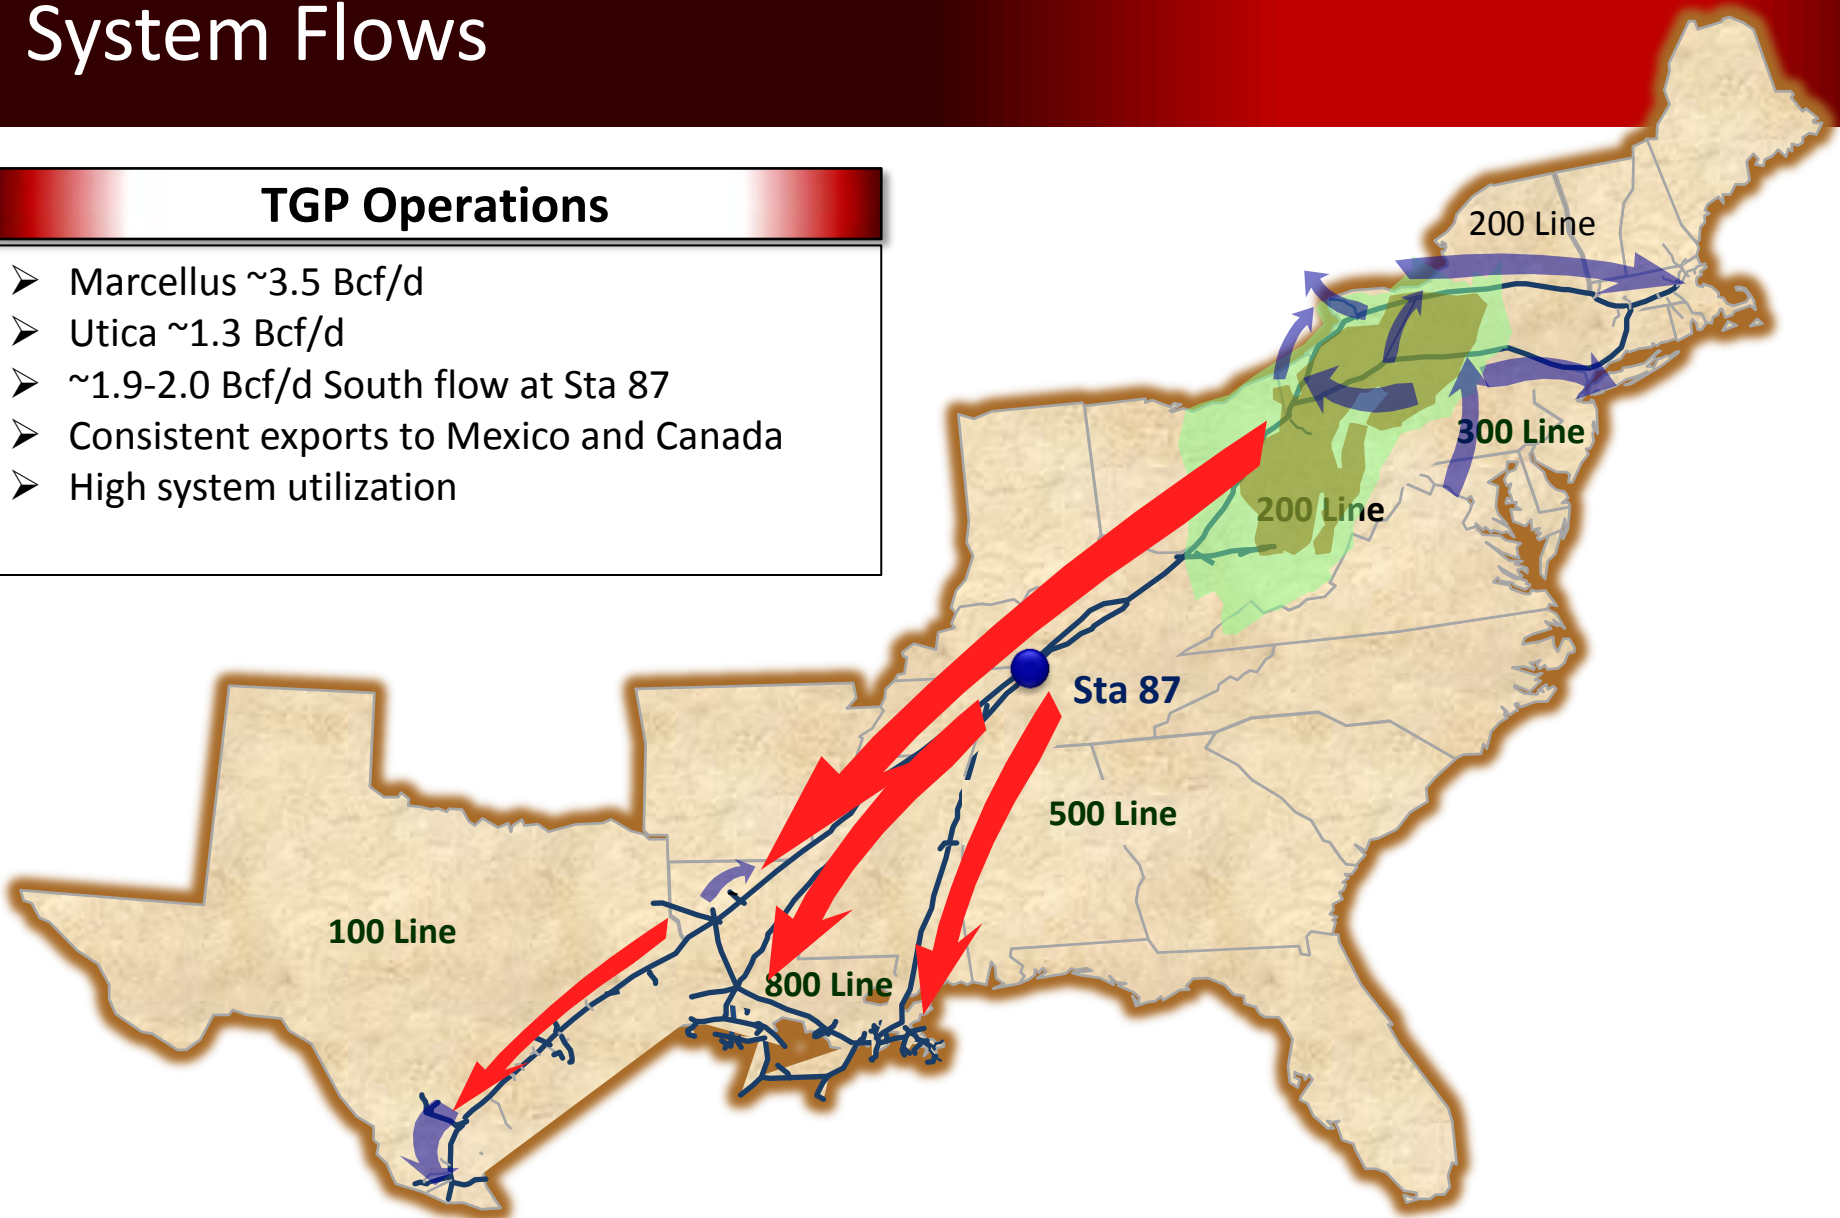 System Flows
TGP Operations
➢ Marcellus ~3.5 Bcf/d
➢ Utica ~1.3 Bcf/d
➢ ~1.9-2.0 Bcf/d South flow at Sta 87
➢ Consistent exports to Mexico and Canada
➢ High system utilization
200 Line
300 Line
200 Line
Sta 87
500 Line
100 Line
800 Line